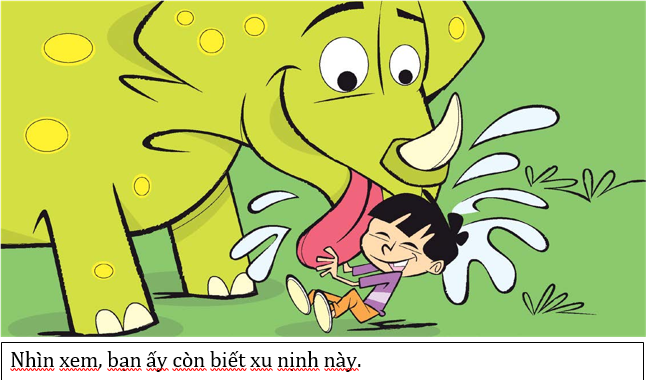 Nhìn xem, bạn ấy còn biết xu nịnh này.